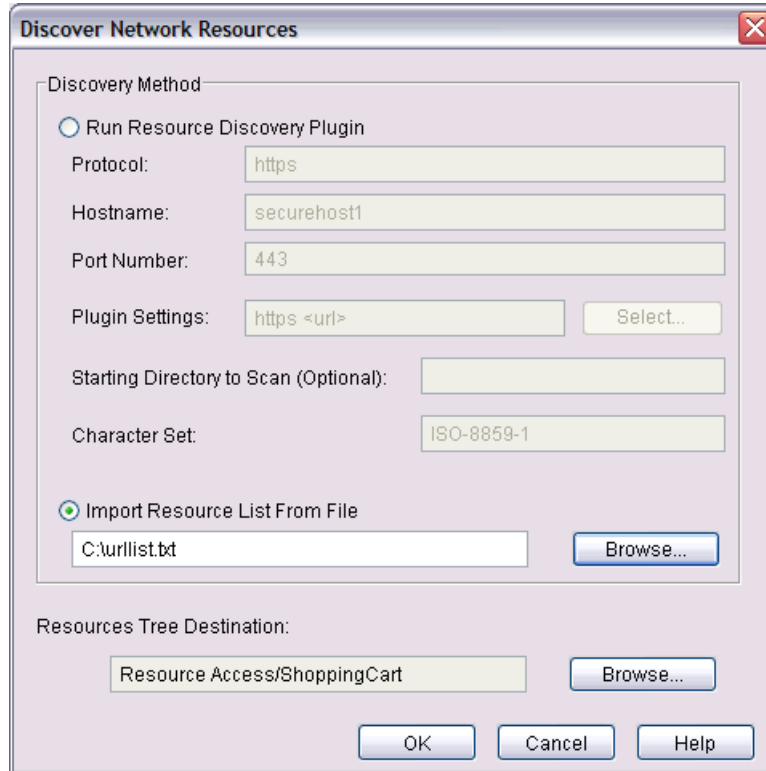 Discover Network Resources
Discovery Method
Run Resource Discovery Plugin
Protocol: https
Hostname: securehost1
Port Number: 443
Plugin Settings: https <url> Select...
Starting Directory to Scan (Optional):
Character Set: ISO-8859-1
Import Resource List From File
C:\urllist.txt Browse...
Resources Tree Destination:
Resource Access/ShoppingCart Browse...
OK Cancel Help